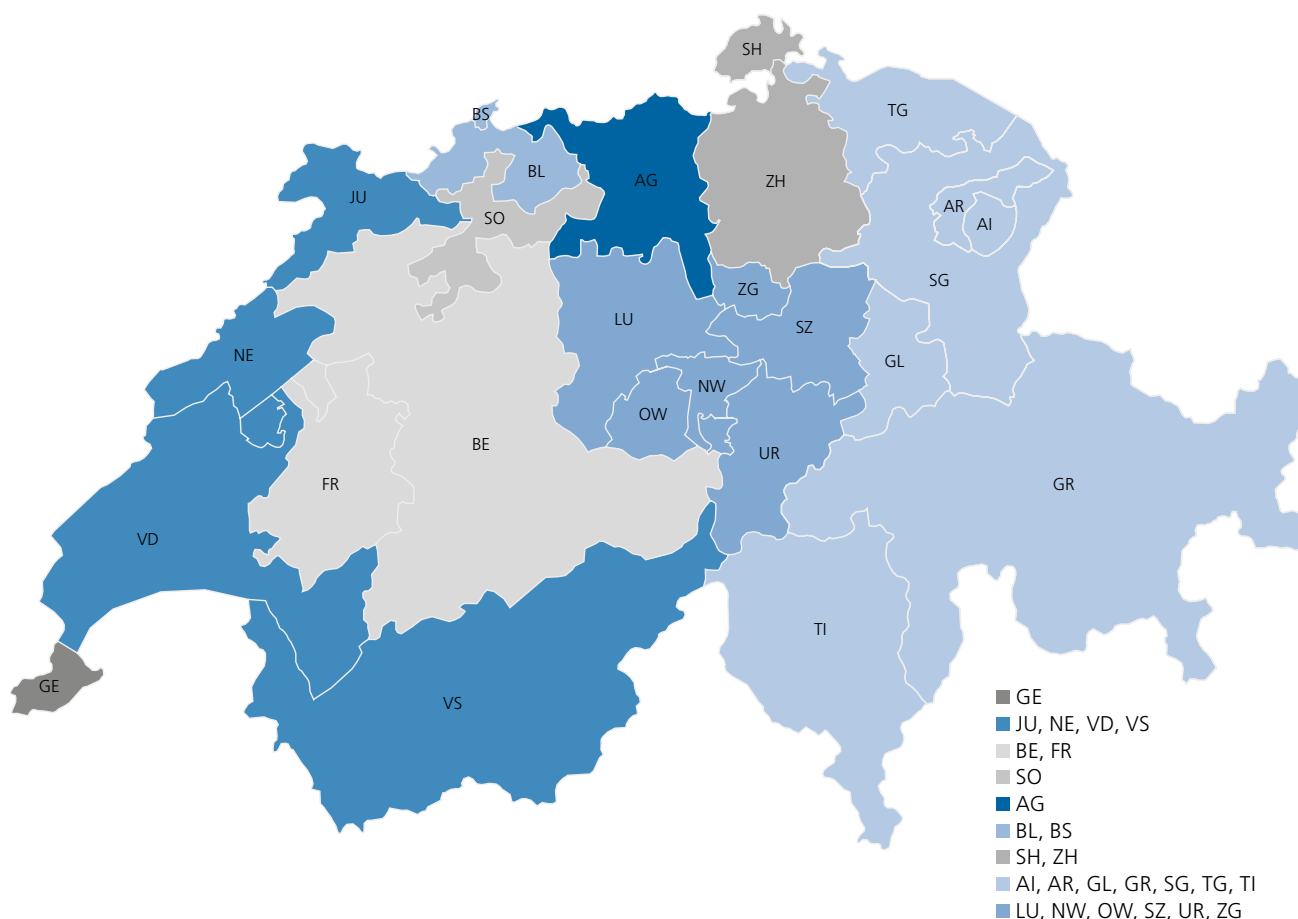 SH
TG
BS
BL
AG
ZH
JU
AR
SO
AI
SG
ZG
LU
SZ
NE
GL
NW
OW
BE
UR
FR
GR
VD
TI
GE
VS
GE
JU, NE, VD, VS
BE, FR
SO
AG
BL, BS
SH, ZH
AI, AR, GL, GR, SG, TG, TI
LU, NW, OW, SZ, UR, ZG